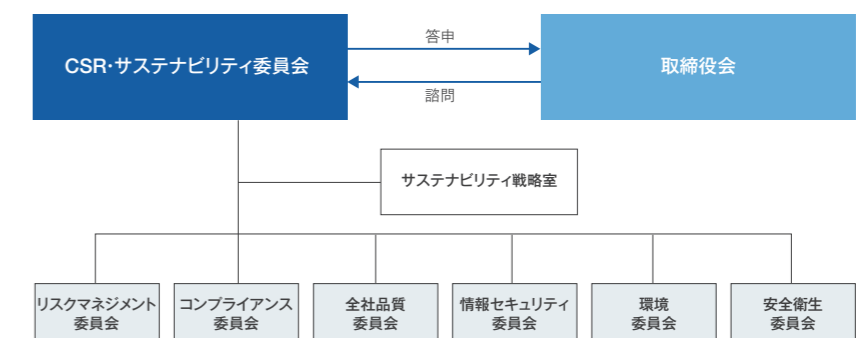 CSR・サステナビリティ委員会
答申
諮問
取締役会
サステナビリティ戦略室
リスクマネジメント
委員会
コンプライアンス
委員会
全社品質
委員会
情報セキュリティ
委員会
環境
委員会
安全衛生
委員会